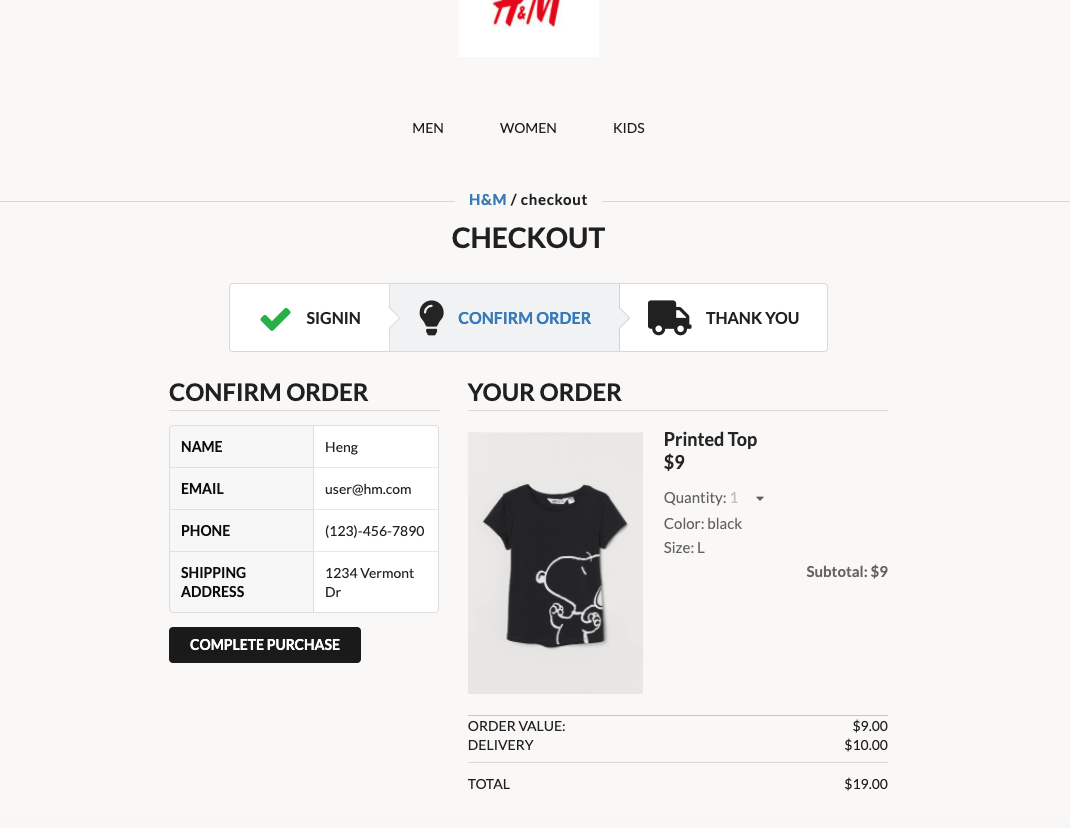 H&M
MEN WOMEN KIDS
H&M / checkout
CHECKOUT
SIGNIN CONFIRM ORDER THANK YOU
CONFIRM ORDER
NAME Heng
EMAIL user@hm.com
PHONE (123)-456-7890
SHIPPING ADDRESS 1234 Vermont Dr
COMPLETE PURCHASE
YOUR ORDER
Printed Top
$9
Quantity: 1
Color: black
Size: L
Subtotal: $9
ORDER VALUE: $9.00
DELIVERY $10.00
TOTAL $19.00